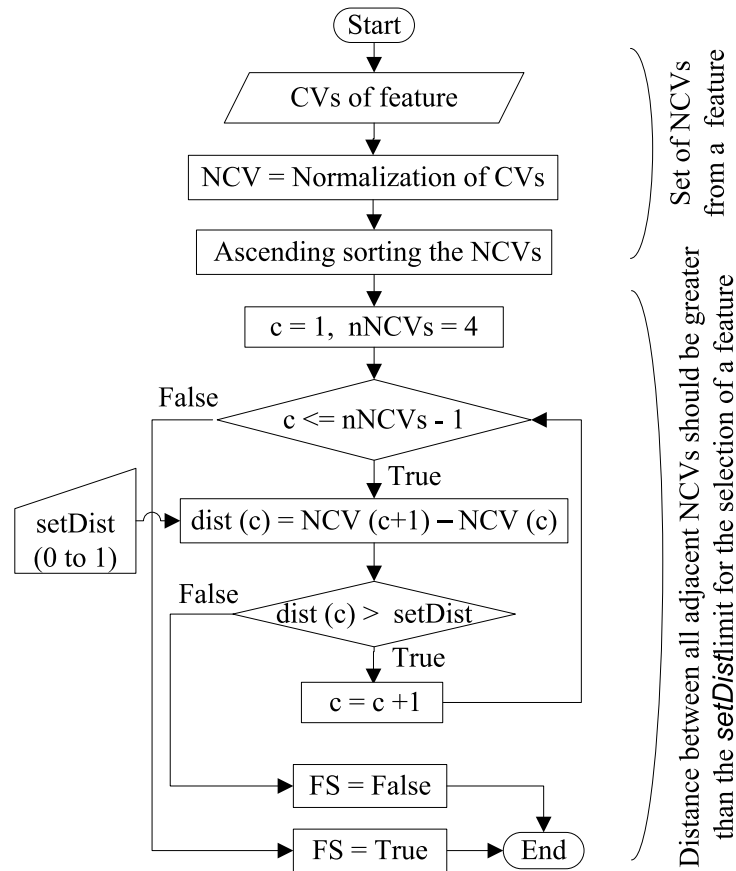 Start
CVs of feature
NCV = Normalization of CVs
Ascending sorting the NCVs
c = 1, nNCVs = 4
False
c <= nNCVs - 1
True
setDist
(0 to 1)
dist (c) = NCV (c+1) – NCV (c)
False
dist (c) > setDist
True
c = c +1
FS = False
FS = True
End
Set of NCVs
from a feature
Distance between all adjacent NCVs should be greater
than the setDistlimit for the selection of a feature